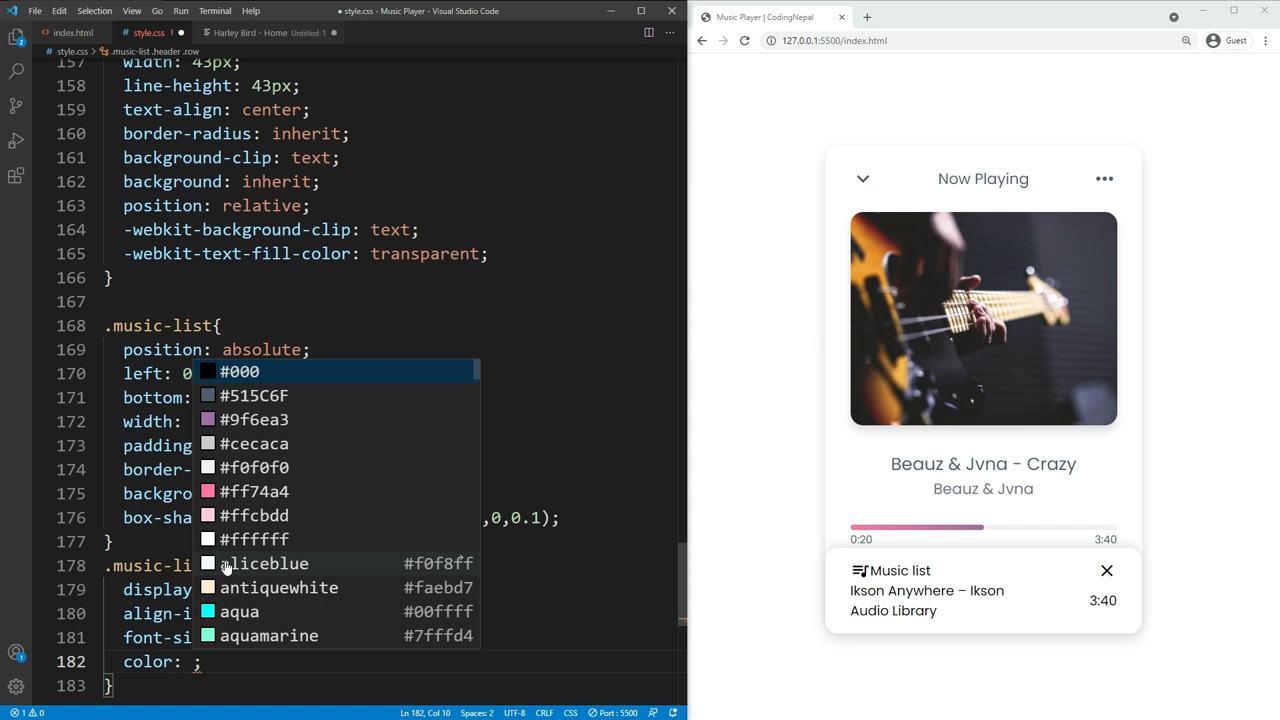 File Edit Selection View Go Run Terminal Help
● style.css - Music Player - Visual Studio Code
index.html
style.css 1 ●
Harley Bird - Home Untitled-1 ●
style.css > .music-list .header .row
157 width: 43px;
158 line-height: 43px;
159 text-align: center;
160 border-radius: inherit;
161 background-clip: text;
162 background: inherit;
163 position: relative;
164 -webkit-background-clip: text;
165 -webkit-text-fill-color: transparent;
166 }
167
168 .music-list{
169 position: absolute;
170 left: 0
171 bottom:
172 width:
173 padding
174 border-
175 backgro
176 box-sha ,0,0.1);
177 }
178 .music-li
179 display
180 align-i
181 font-si
182 color: ;
183 }
#000
#515C6F
#9f6ea3
#cecaca
#f0f0f0
#ff74a4
#ffcbdd
#ffffff
aliceblue #f0f8ff
antiquewhite #faebd7
aqua #00ffff
aquamarine #7fffd4
2
1
1 0
Ln 182, Col 10 Spaces: 2 UTF-8 CRLF CSS Port : 5500
Music Player | CodingNepal
127.0.0.1:5500/index.html
Guest
Now Playing
Beauz & Jvna - Crazy
Beauz & Jvna
0:20 3:40
Music list
Ikson Anywhere – Ikson
Audio Library
3:40